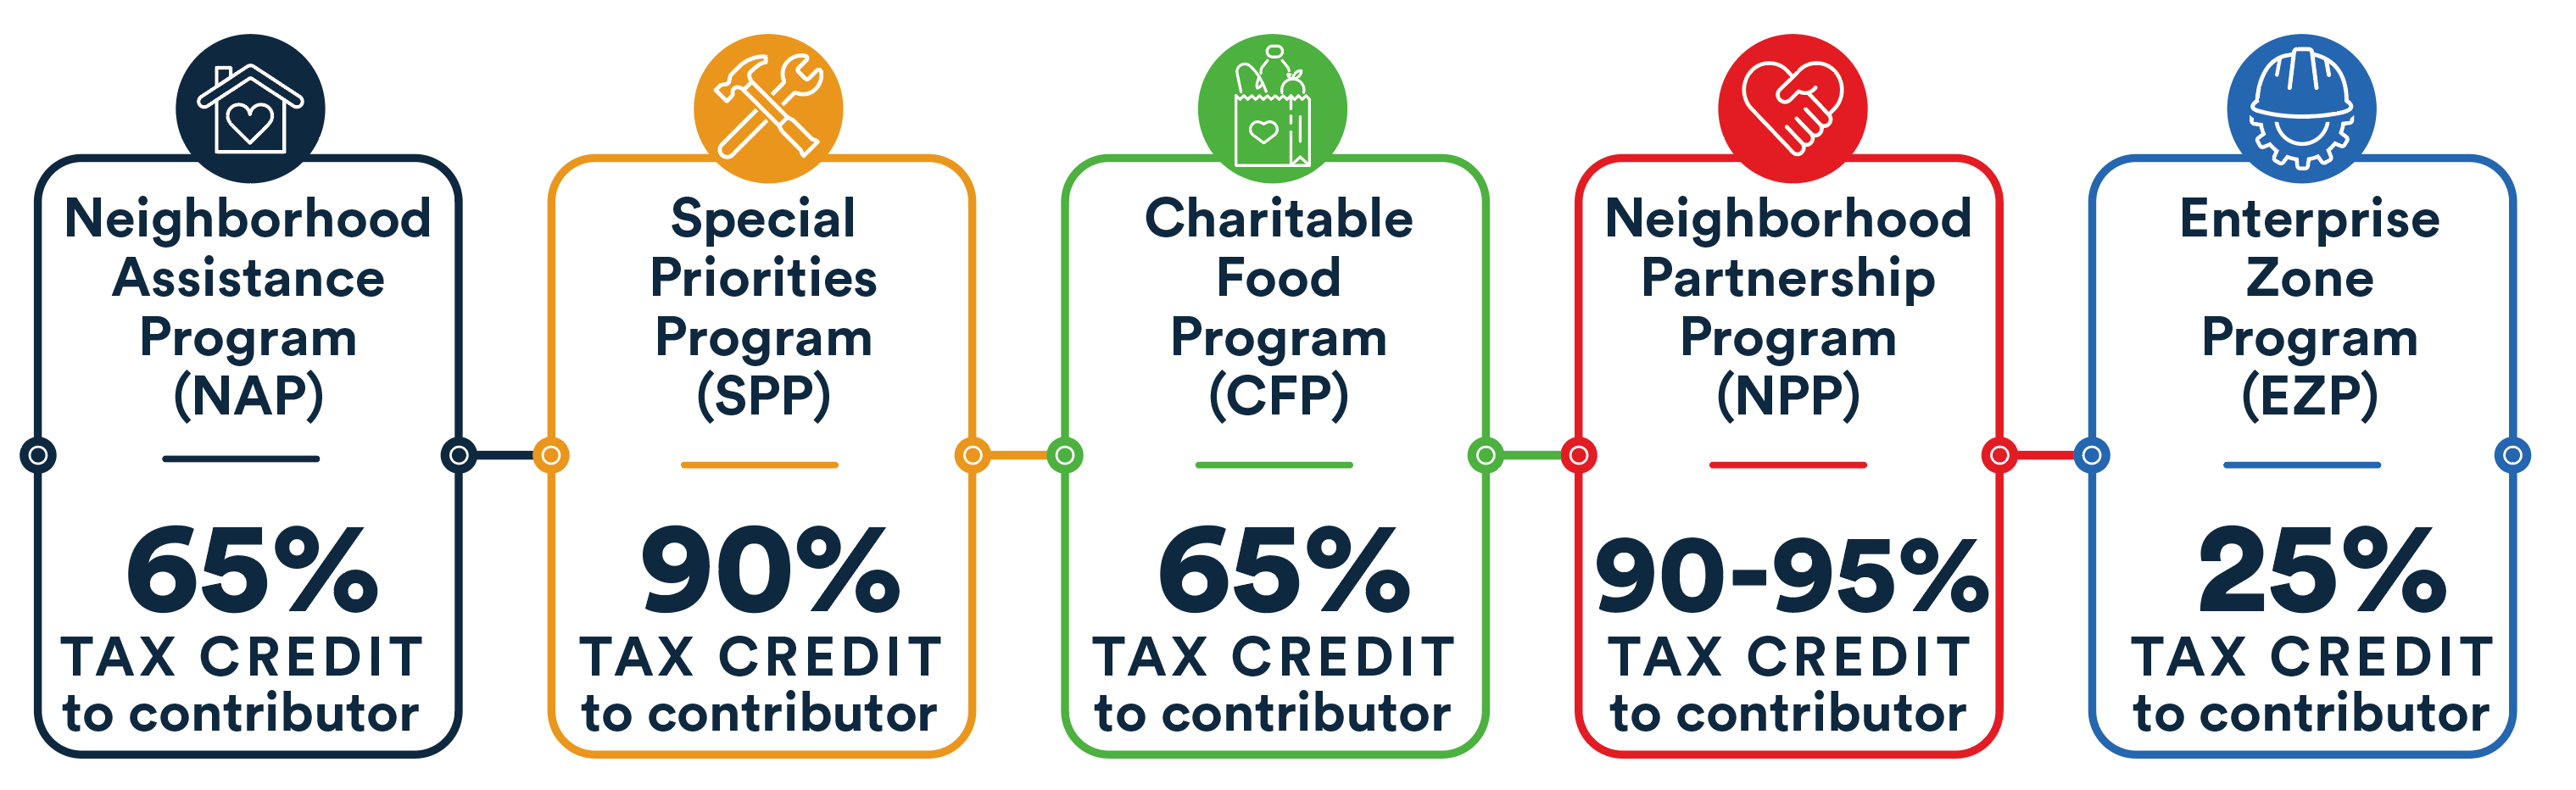 Neighborhood
Assistance
Program
(NAP)
65%
TAX CREDIT
to contributor
Special
Priorities
Program
(SPP)
90%
TAX CREDIT
to contributor
Charitable
Food
Program
(CFP)
65%
TAX CREDIT
to contributor
Neighborhood
Partnership
Program
(NPP)
90-95%
TAX CREDIT
to contributor
Enterprise
Zone
Program
(EZP)
25%
TAX CREDIT
to contributor